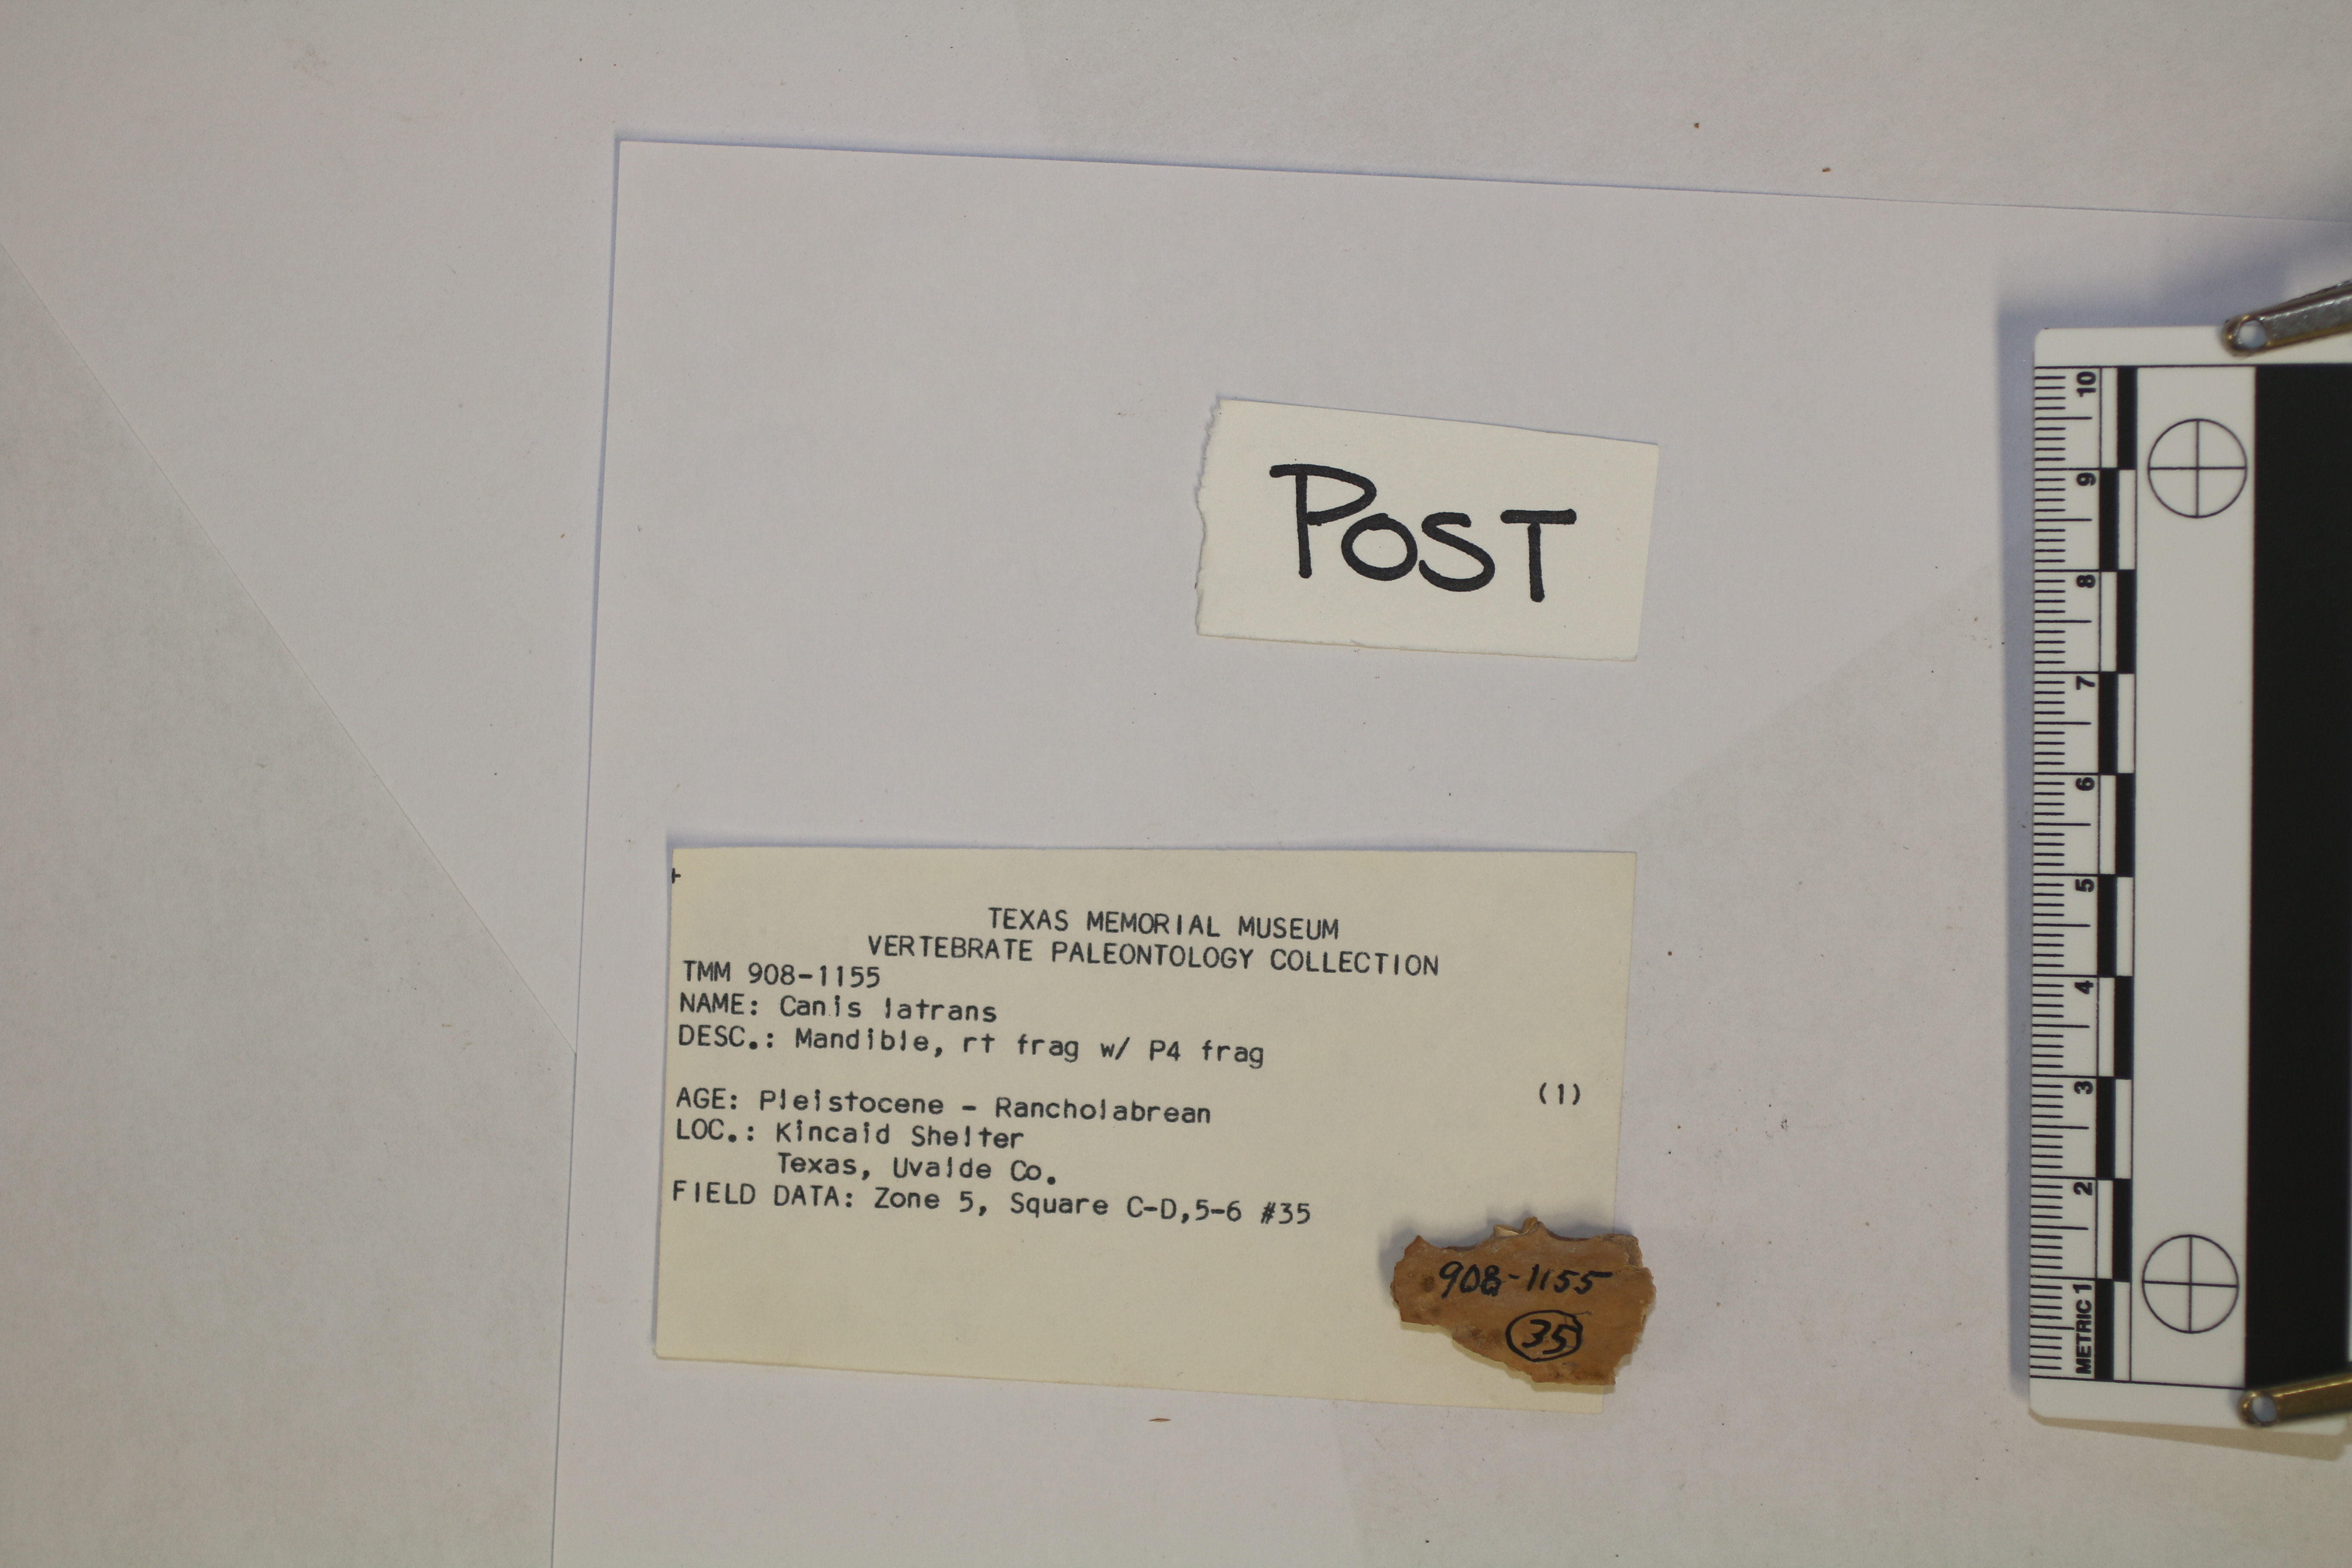 TEXAS MEMORIAL MUSEUM
VERTEBRATE PALEONTOLOGY COLLECTION
TMM 908-1155
NAME: Canis latrans
DESC.: Mandible, rt frag w/ P4 frag
(1)
AGE: Pleistocene - Rancholabrean
LOC.: Kincaid Shelter
Texas, Uvalde Co.
FIELD DATA: Zone 5, Square C-D,5-6 #35
908-1155
35
POST
METRIC 1 2 3 4 5 6 7 8 9 10